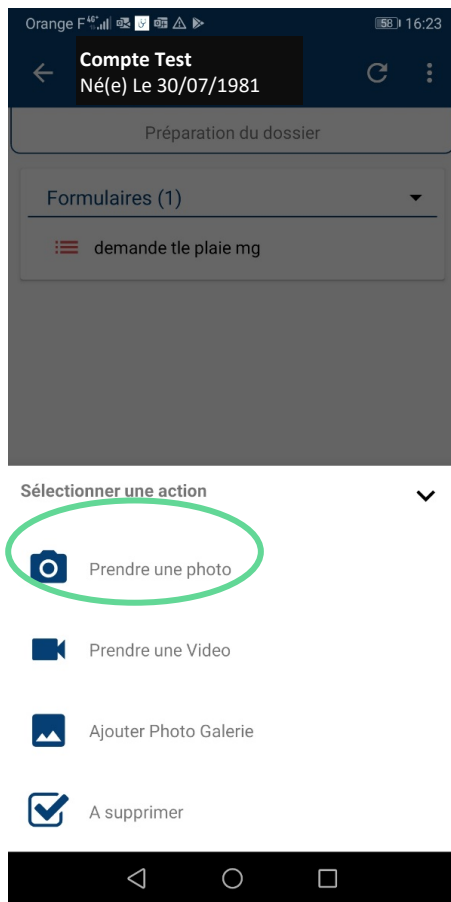 Orange F 46+ 58 16:23
Compte Test
Né(e) Le 30/07/1981
Préparation du dossier
Formulaires (1)
demande tle plaie mg
Sélectionner une action
Prendre une photo
Prendre une Video
Ajouter Photo Galerie
A supprimer